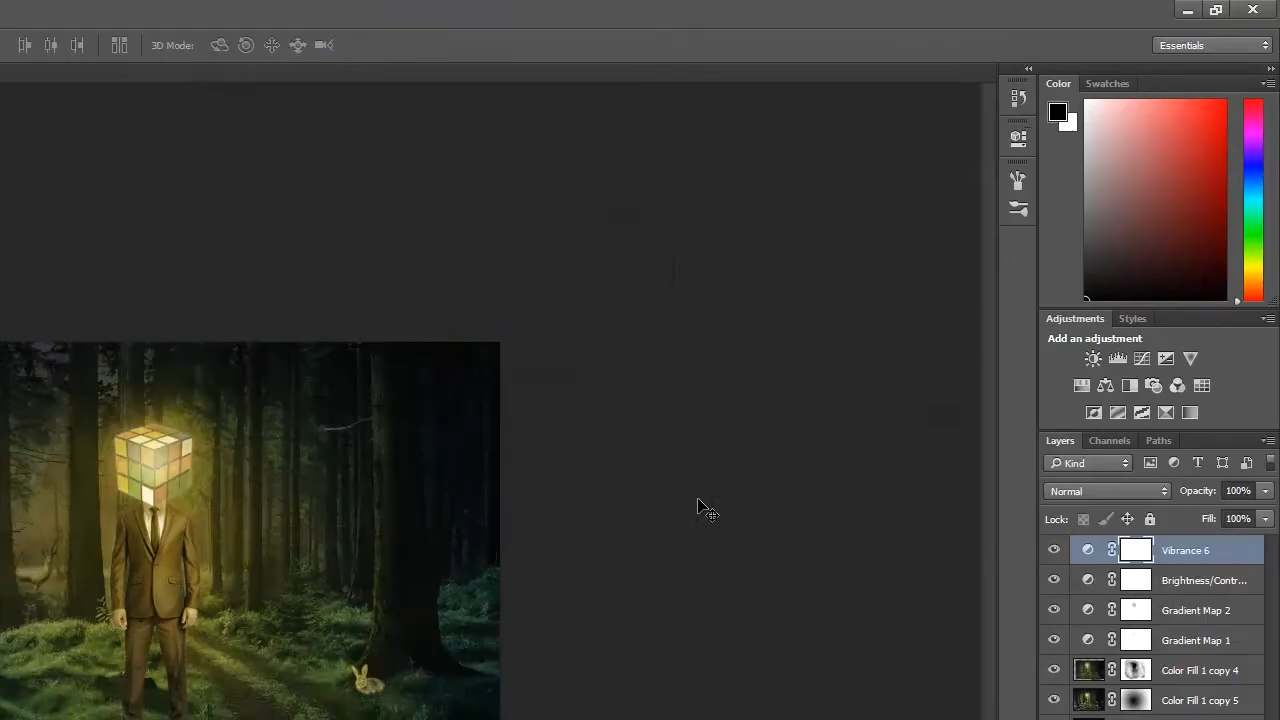 3D Mode:
Essentials
Color
Swatches
Adjustments
Styles
Add an adjustment
Layers
Channels
Paths
Kind
Normal
Opacity: 100%
Lock:
Fill: 100%
Vibrance 6
Brightness/Contr...
Gradient Map 2
Gradient Map 1
Color Fill 1 copy 4
Color Fill 1 copy 5